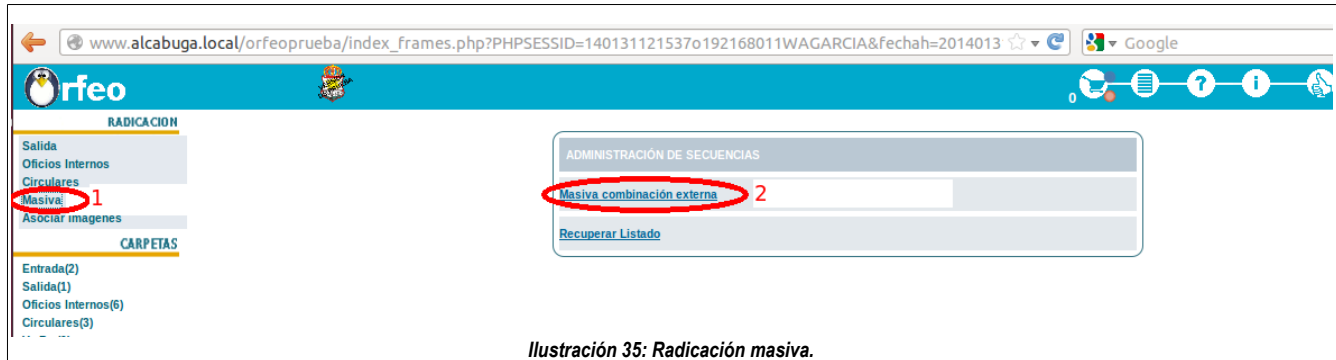 www.alcabuga.local/orfeoprueba/index_frames.php?PHPSESSID=140131121537o192168011WAGARCIA&fechah=2014013
Google
Orfeo
0
RADICACION
Salida
Oficios Internos
Circulares
Masiva 1
Asociar imagenes
CARPETAS
Entrada(2)
Salida(1)
Oficios Internos(6)
Circulares(3)
ADMINISTRACIÓN DE SECUENCIAS
Masiva combinación externa 2
Recuperar Listado
Ilustración 35: Radicación masiva.